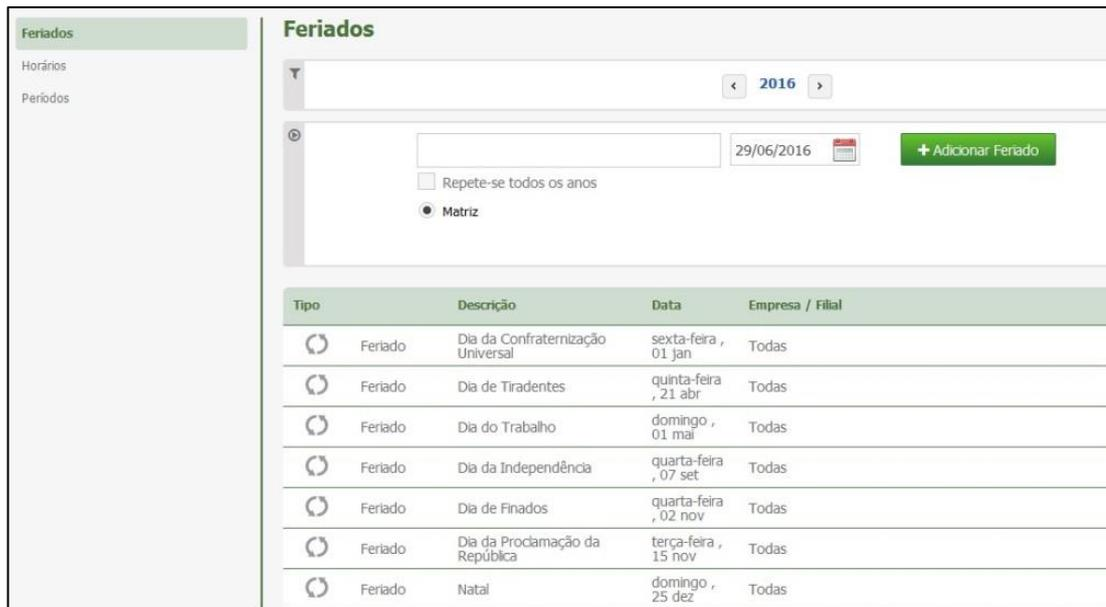 Feriados
Horários
Períodos
Feriados
2016
29/06/2016
+ Adicionar Feriado
Repete-se todos os anos
Matriz
Tipo Descrição Data Empresa / Filial
Feriado Dia da Confraternização Universal sexta-feira , 01 jan Todas
Feriado Dia de Tiradentes quinta-feira , 21 abr Todas
Feriado Dia do Trabalho domingo , 01 mai Todas
Feriado Dia da Independência quarta-feira , 07 set Todas
Feriado Dia de Finados quarta-feira , 02 nov Todas
Feriado Dia da Proclamação da República terça-feira , 15 nov Todas
Feriado Natal domingo , 25 dez Todas